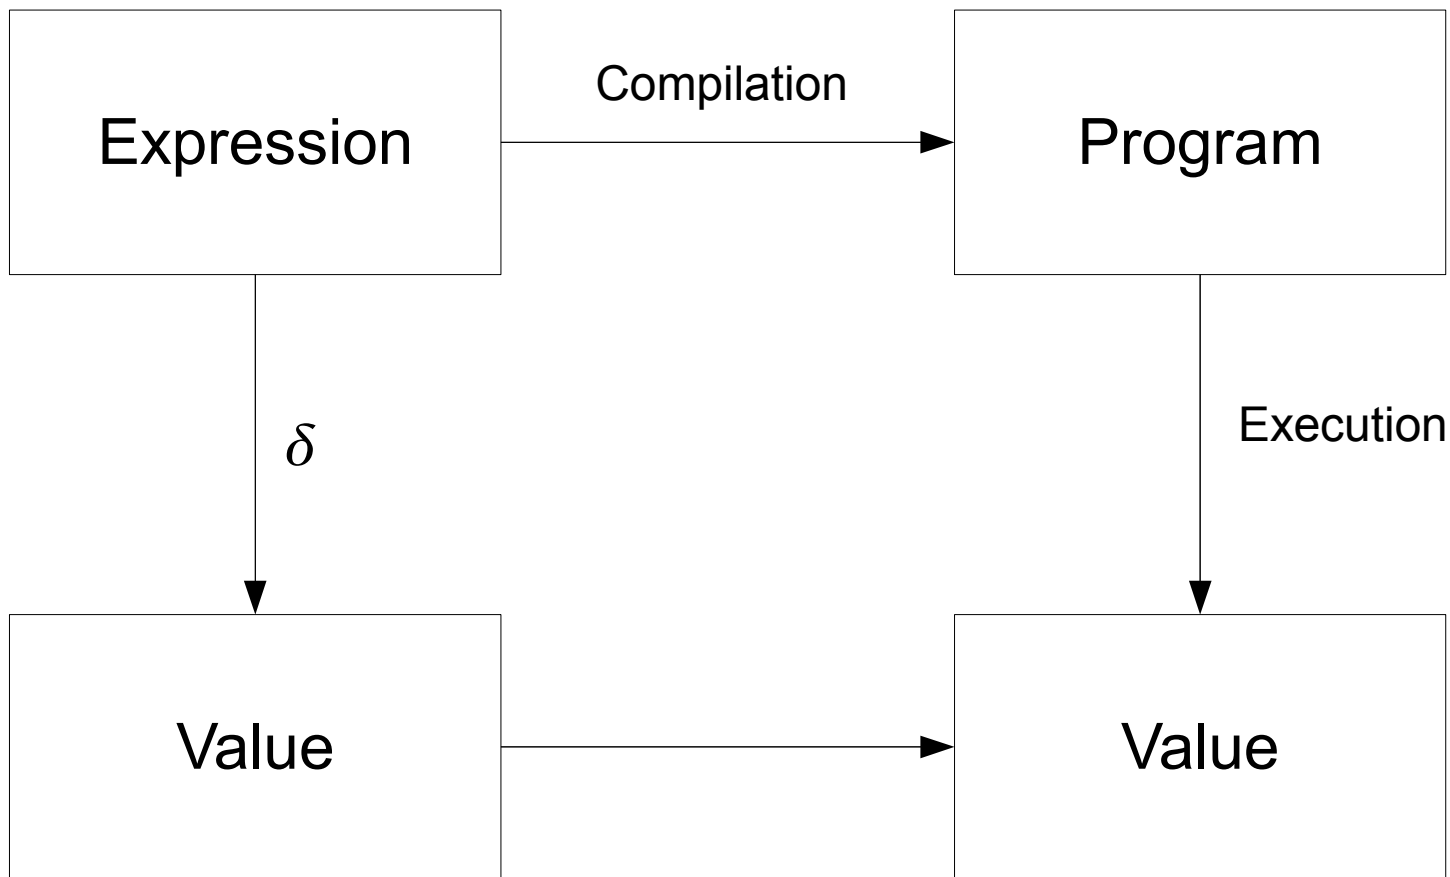 Compilation
Expression
Program
δ
Execution
Value
Value